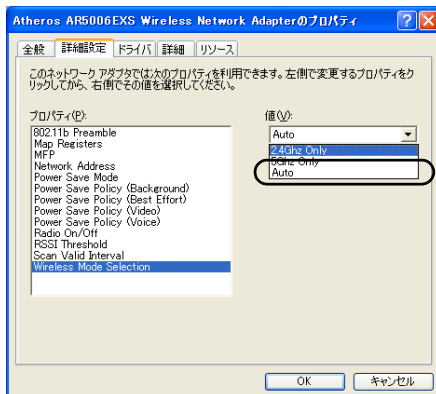 Atheros AR5006EXS Wireless Network Adapterのプロパティ
全般 詳細設定 ドライバ 詳細 リソース
このネットワーク アダプタでは次のプロパティを利用できます。左側で変更するプロパティをク
リックしてから、右側でその値を選択してください。
プロパティ(P):
802.11b Preamble
Map Registers
MFP
Network Address
Power Save Mode
Power Save Policy (Background)
Power Save Policy (Best Effort)
Power Save Policy (Video)
Power Save Policy (Voice)
Radio On/Off
RSSI Threshold
Scan Valid Interval
Wireless Mode Selection
値(V):
Auto
2.4Ghz Only
5Ghz Only
Auto
OK キャンセル